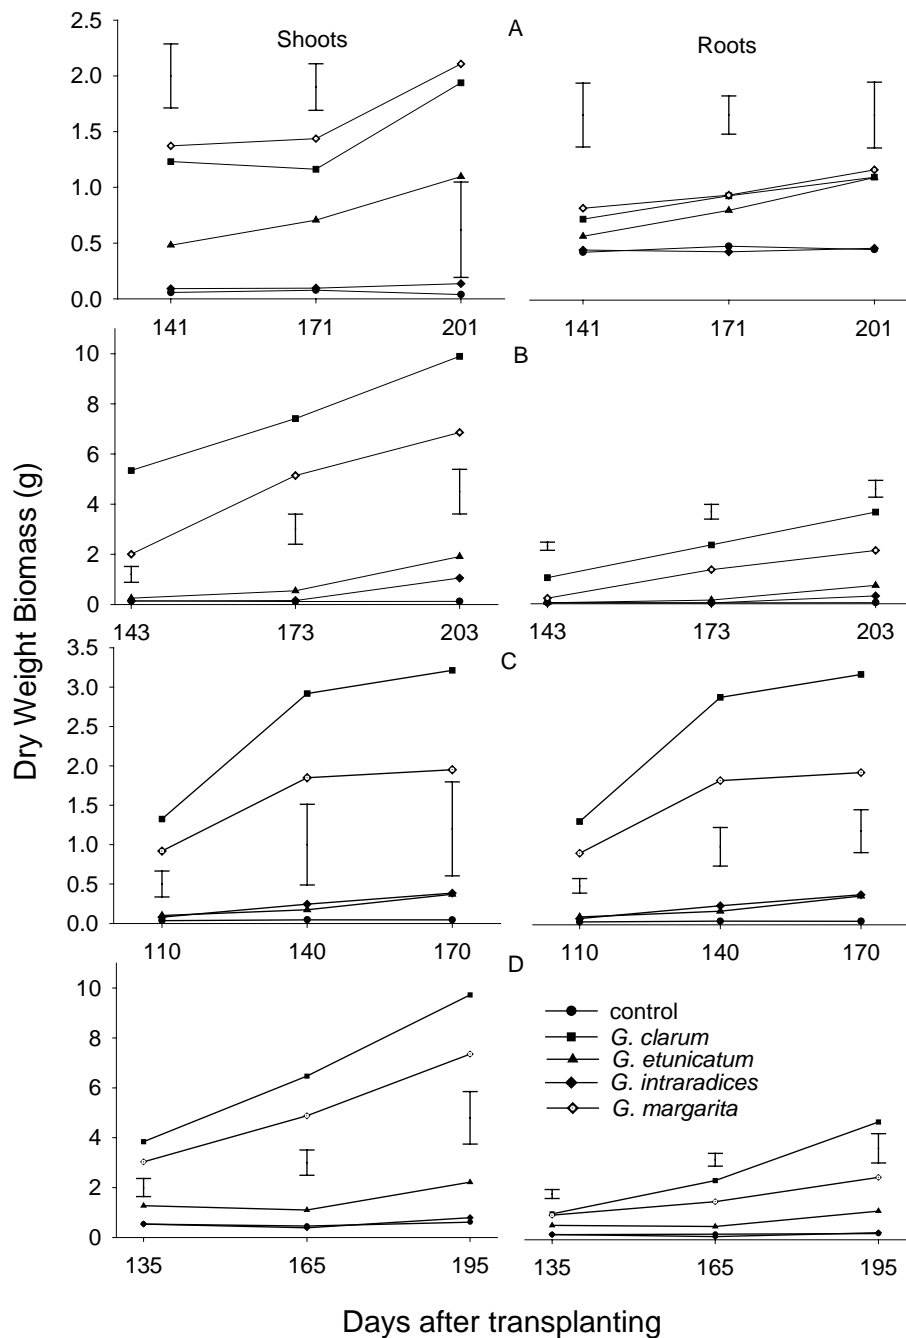 A
Shoots
Roots
2.5
2.0
1.5
1.0
0.5
0.0
141 171 201
141 171 201
B
10
8
6
4
2
0
143 173 203
143 173 203
C
3.5
3.0
2.5
2.0
1.5
1.0
0.5
0.0
110 140 170
110 140 170
D
10
8
6
4
2
0
135 165 195
135 165 195
control
G. clarum
G. etunicatum
G. intraradices
G. margarita
Dry Weight Biomass (g)
Days after transplanting